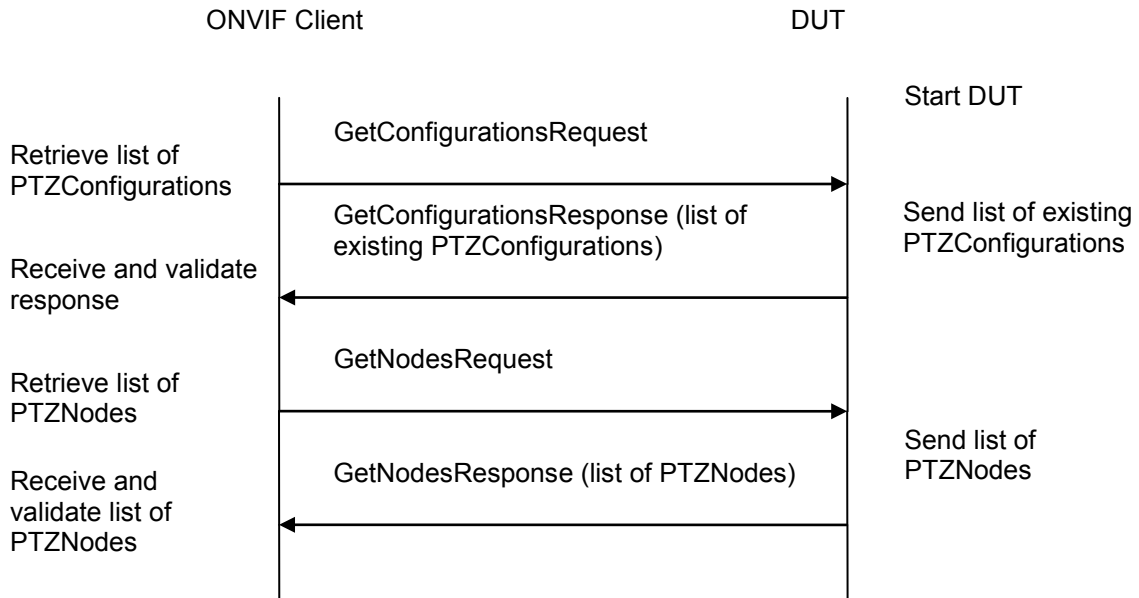 ONVIF Client
DUT
Start DUT
GetConfigurationsRequest
Retrieve list of
PTZConfigurations
GetConfigurationsResponse (list of
existing PTZConfigurations)
Send list of existing
PTZConfigurations
Receive and validate
response
GetNodesRequest
Retrieve list of
PTZNodes
Send list of
PTZNodes
GetNodesResponse (list of PTZNodes)
Receive and
validate list of
PTZNodes